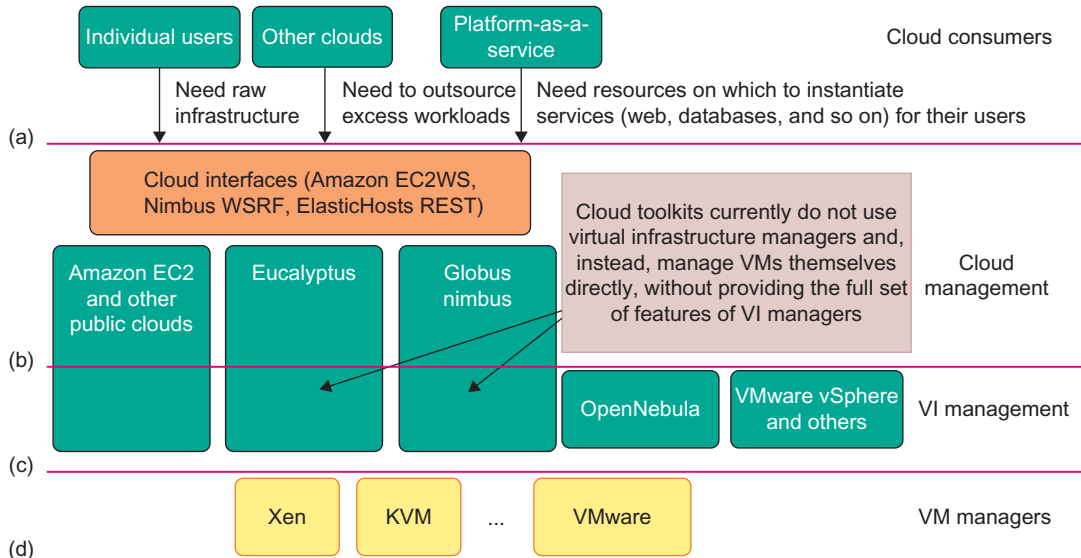 Individual users
Other clouds
Platform-as-a-
service
Cloud consumers
Need raw
infrastructure
Need to outsource
excess workloads
Need resources on which to instantiate
services (web, databases, and so on) for their users
(a)
Cloud interfaces (Amazon EC2WS,
Nimbus WSRF, ElasticHosts REST)
Cloud toolkits currently do not use
virtual infrastructure managers and,
instead, manage VMs themselves
directly, without providing the full set
of features of VI managers
Amazon EC2
and other
public clouds
Eucalyptus
Globus
nimbus
Cloud
management
(b)
OpenNebula
VMware vSphere
and others
VI management
(c)
Xen
KVM
...
VMware
VM managers
(d)